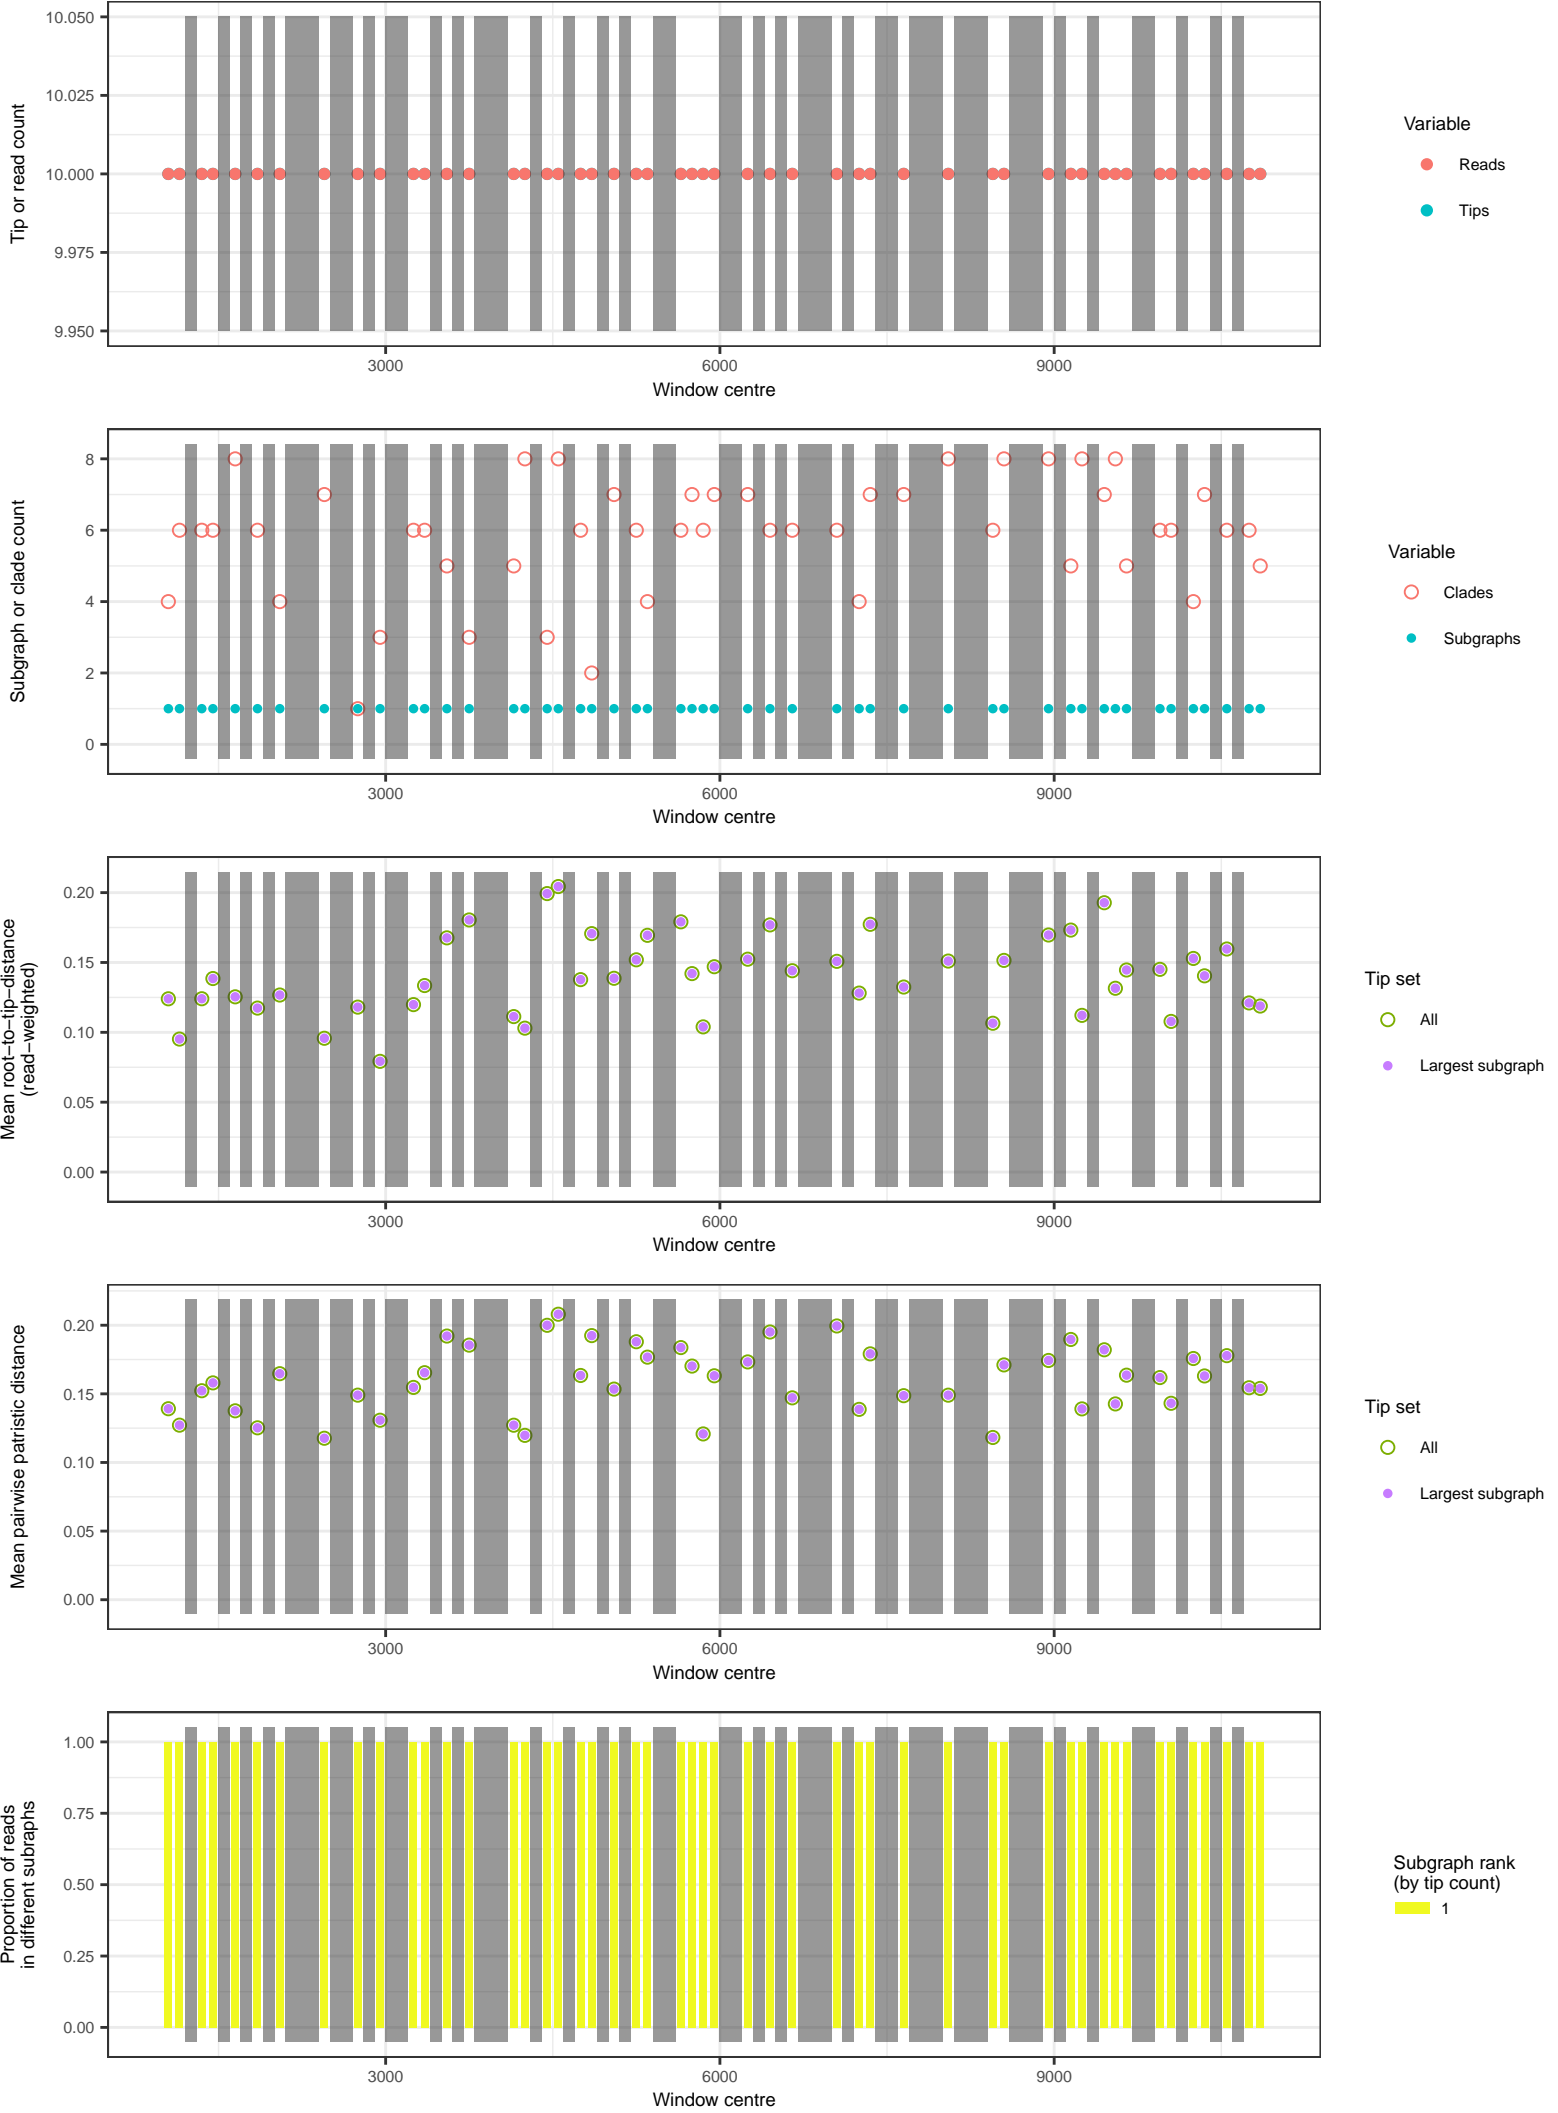 Tip or read count
10.050
10.025
10.000
9.975
9.950
3000
6000
9000
Window centre
Variable
Reads
Tips
Subgraph or clade count
8
6
4
2
0
3000
6000
9000
Window centre
Variable
Clades
Subgraphs
Mean root−to−tip−distance
(read−weighted)
0.20
0.15
0.10
0.05
0.00
3000
6000
9000
Window centre
Tip set
All
Largest subgraph
Mean pairwise patristic distance
0.20
0.15
0.10
0.05
0.00
3000
6000
9000
Window centre
Tip set
All
Largest subgraph
Proportion of reads
in different subraphs
1.00
0.75
0.50
0.25
0.00
3000
6000
9000
Window centre
Subgraph rank
(by tip count)
1